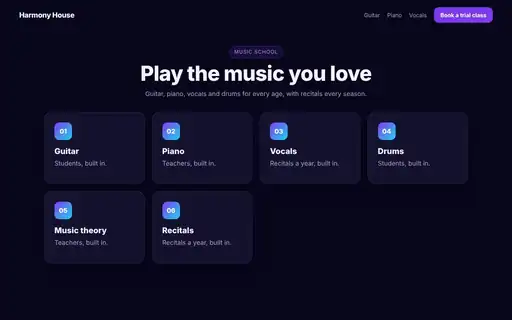 Harmony House
Guitar Piano Vocals Book a trial class
MUSIC SCHOOL
Play the music you love
Guitar, piano, vocals and drums for every age, with recitals every season.
01
Guitar
Students, built in.
02
Piano
Teachers, built in.
03
Vocals
Recitals a year, built in.
04
Drums
Students, built in.
05
Music theory
Teachers, built in.
06
Recitals
Recitals a year, built in.